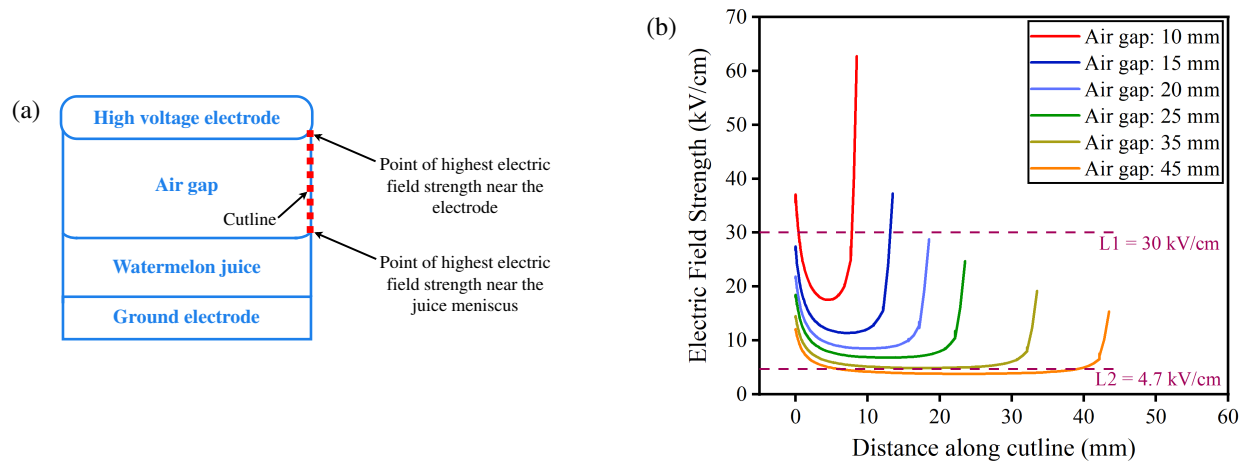 (a)
High voltage electrode
Air gap
Cutline
Watermelon juice
Ground electrode
Point of highest electric
field strength near the
electrode
Point of highest electric
field strength near the
juice meniscus
(b)
Electric Field Strength (kV/cm)
70
60
50
40
30
20
10
0
Air gap: 10 mm
Air gap: 15 mm
Air gap: 20 mm
Air gap: 25 mm
Air gap: 35 mm
Air gap: 45 mm
L1 = 30 kV/cm
L2 = 4.7 kV/cm
0 10 20 30 40 50 60
Distance along cutline (mm)